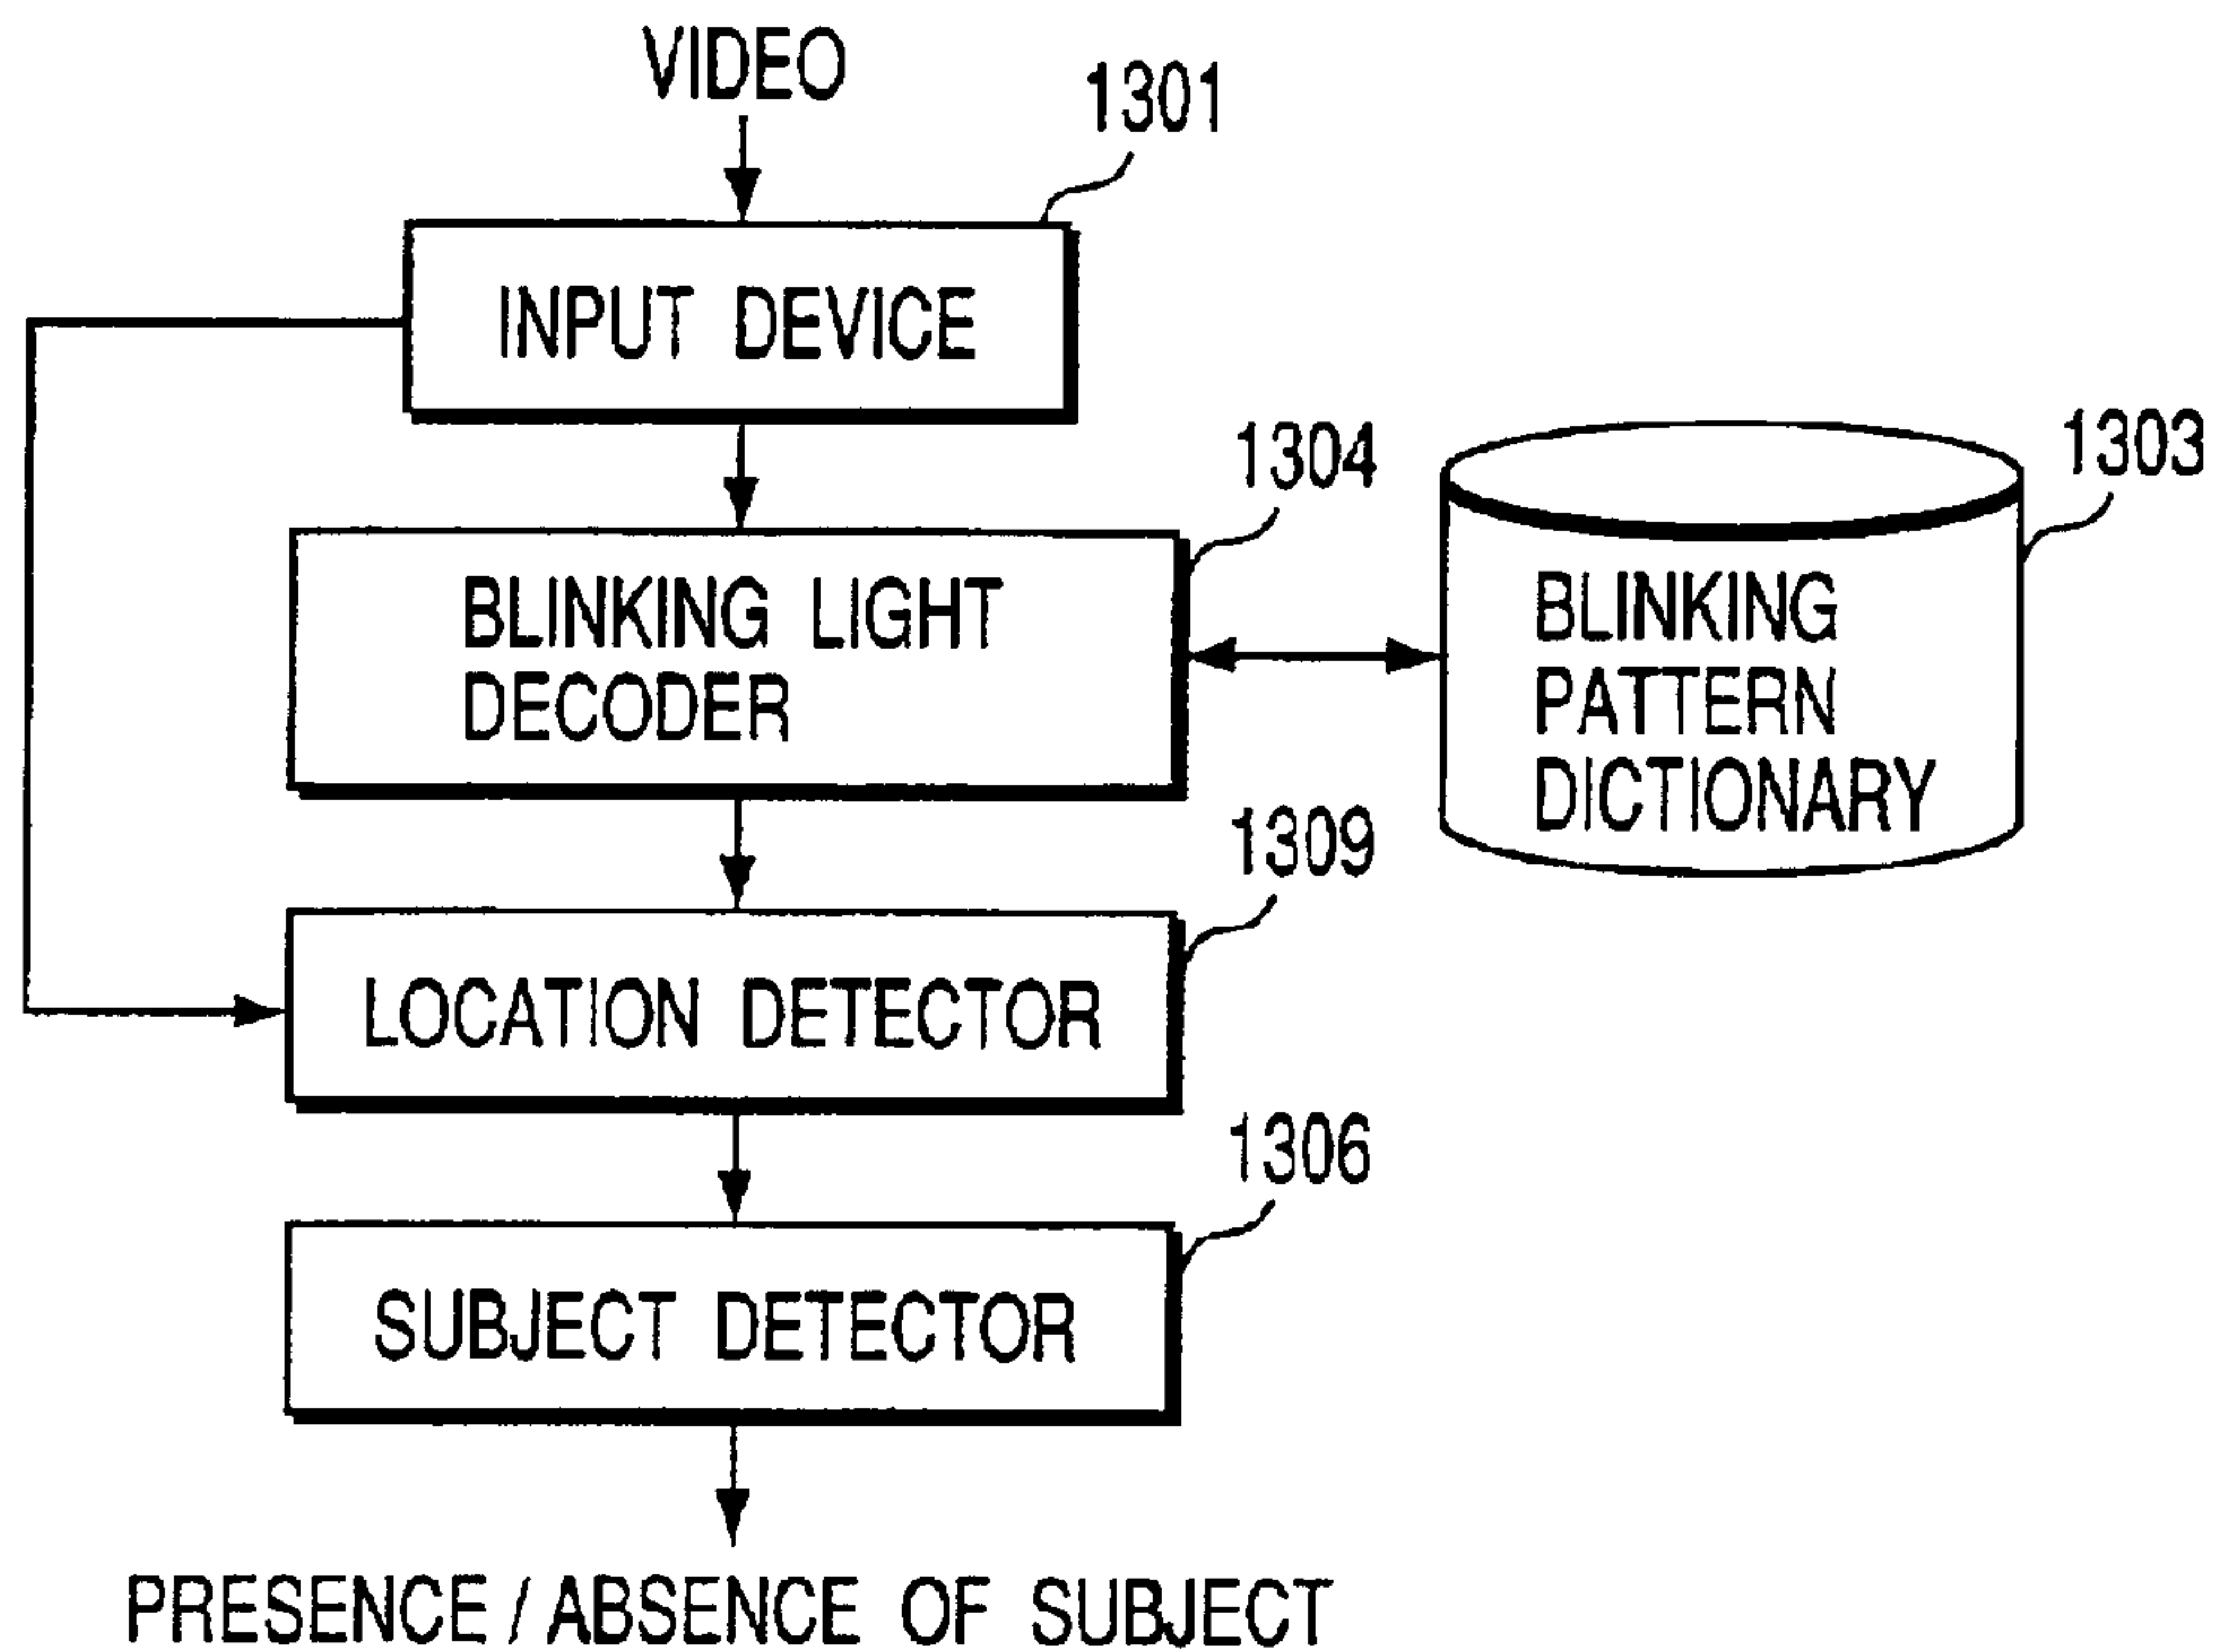 VIDEO
1301
INPUT DEVICE
1304
1303
BLINKING LIGHT
DECODER
BLINKING
PATTERN
DICTIONARY
1309
LOCATION DETECTOR
1306
SUBJECT DETECTOR
PRESENCE/ABSENCE OF SUBJECT